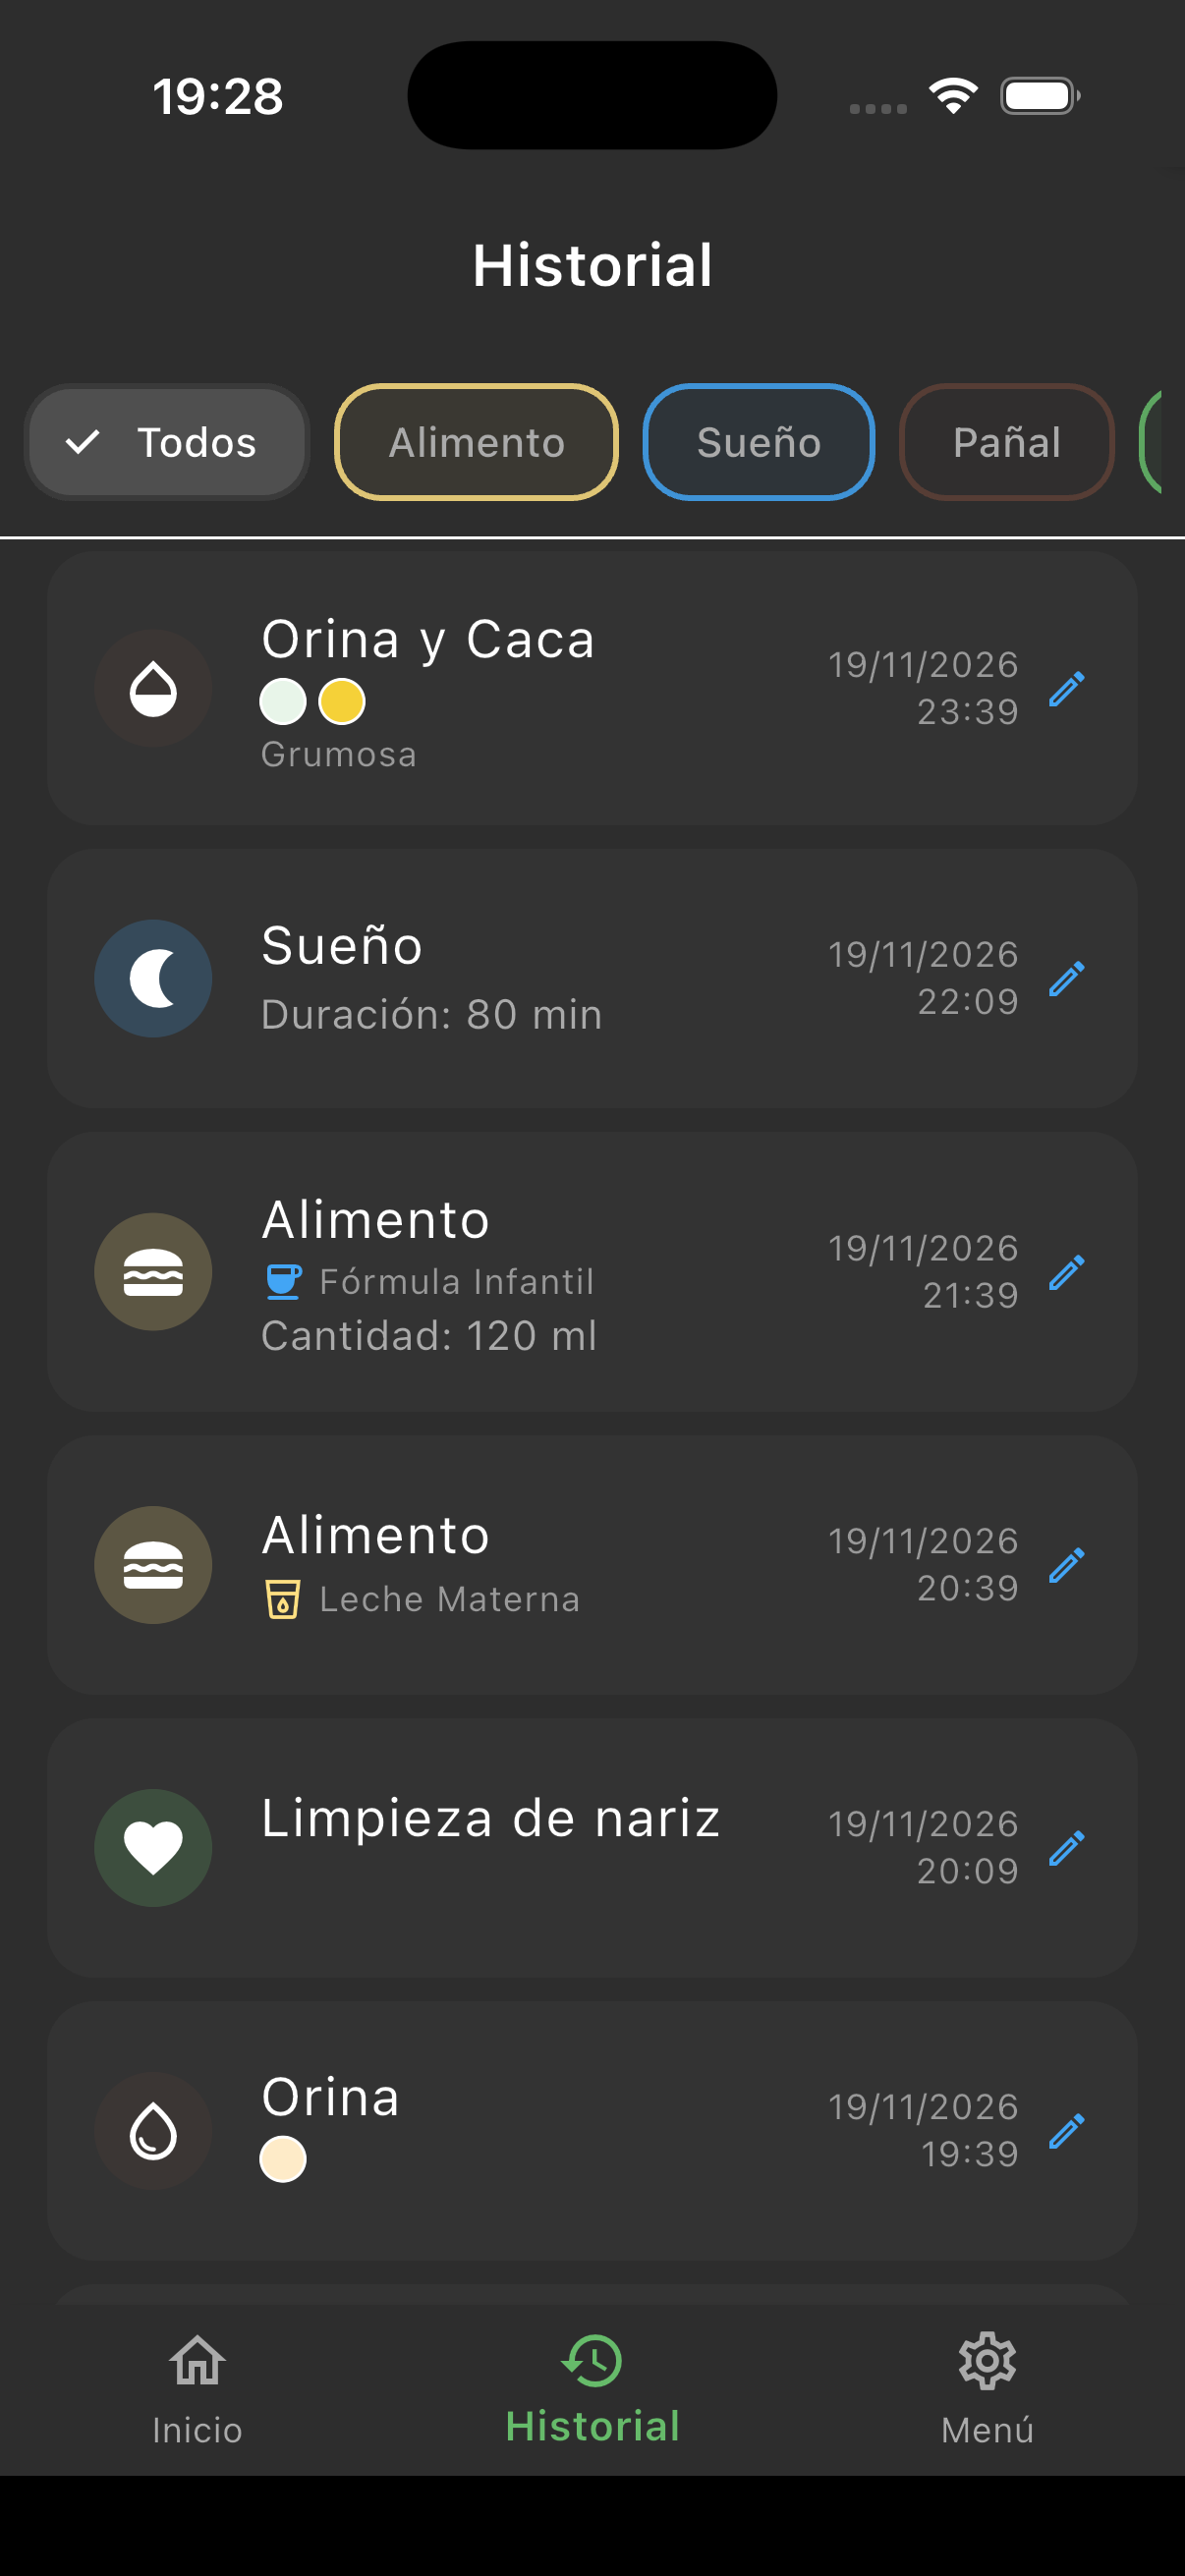 19:28
Historial
Todos
Alimento
Sueño
Pañal
Orina y Caca
Grumosa
19/11/2026
23:39
Sueño
Duración: 80 min
19/11/2026
22:09
Alimento
Fórmula Infantil
Cantidad: 120 ml
19/11/2026
21:39
Alimento
Leche Materna
19/11/2026
20:39
Limpieza de nariz
19/11/2026
20:09
Orina
19/11/2026
19:39
Inicio
Historial
Menú